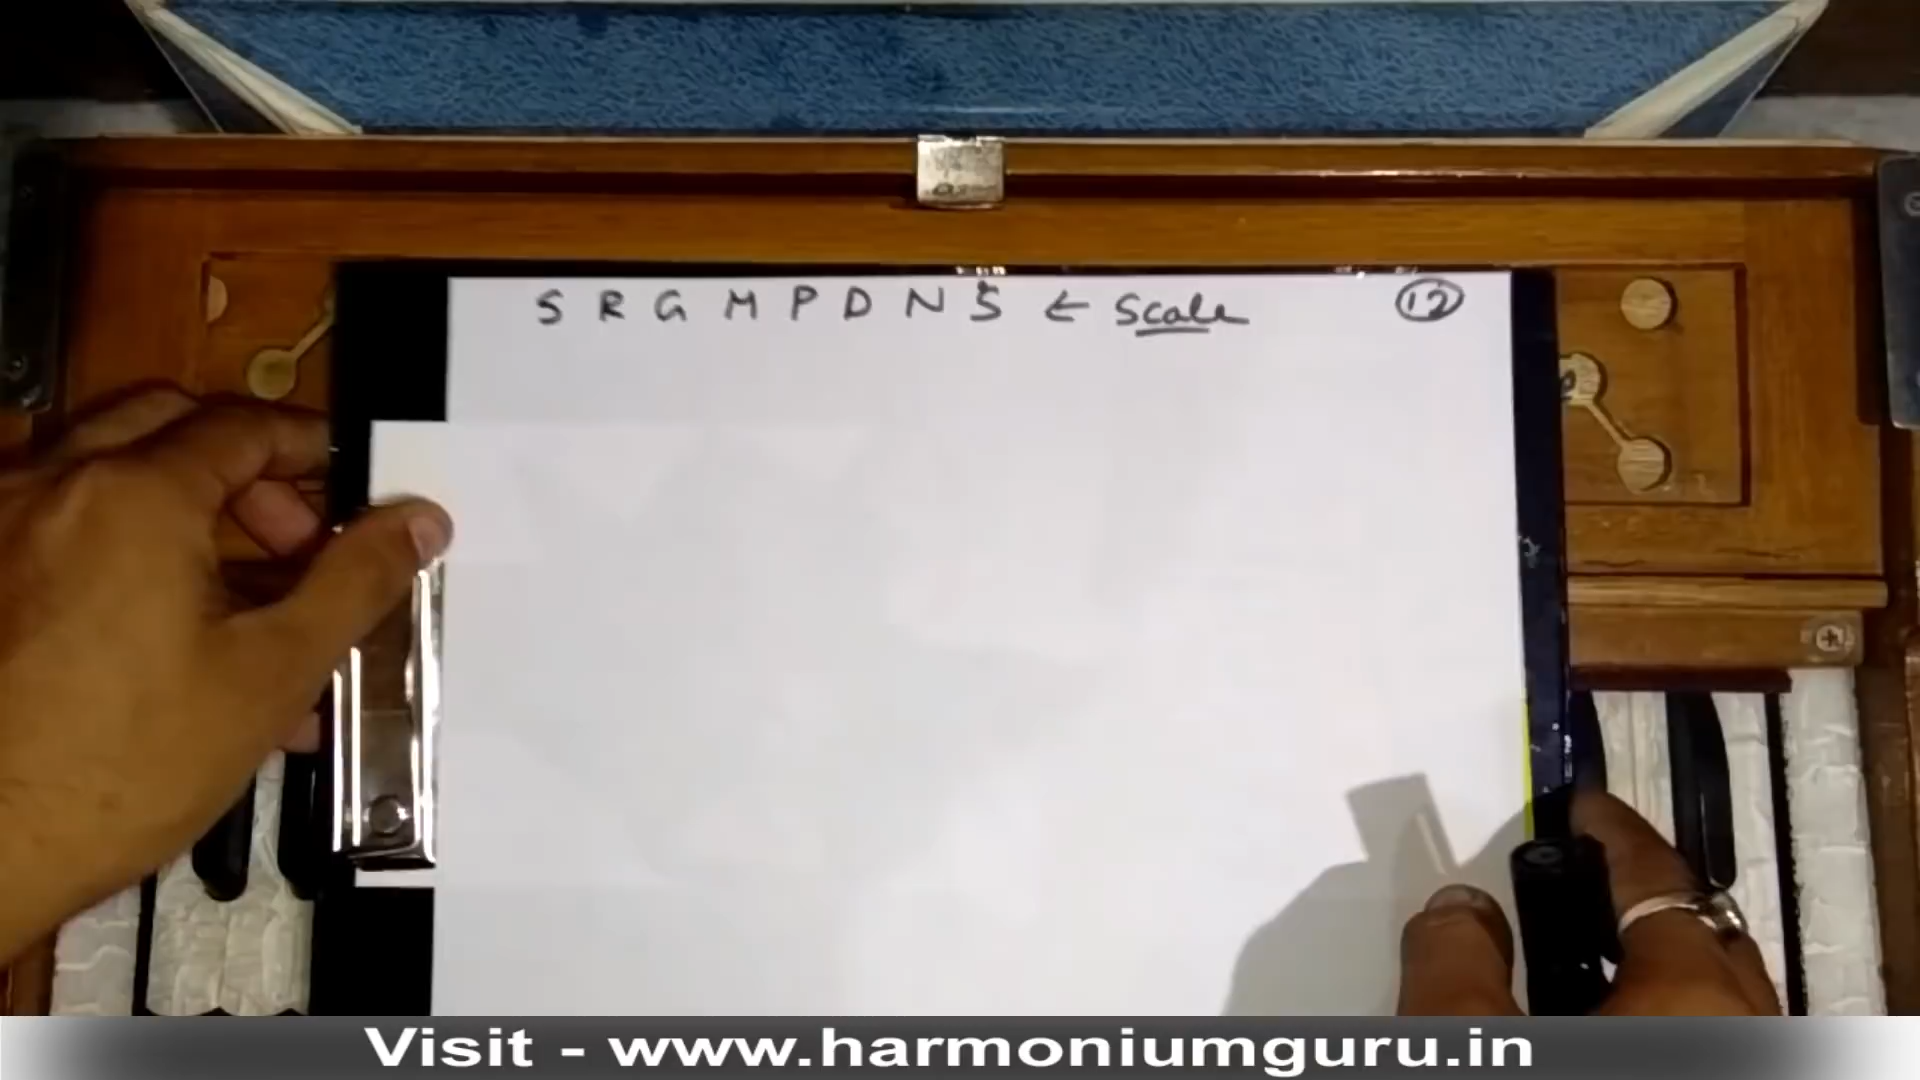 S R G M P D N Ṡ ← Scale 12
Visit - www.harmoniumguru.in